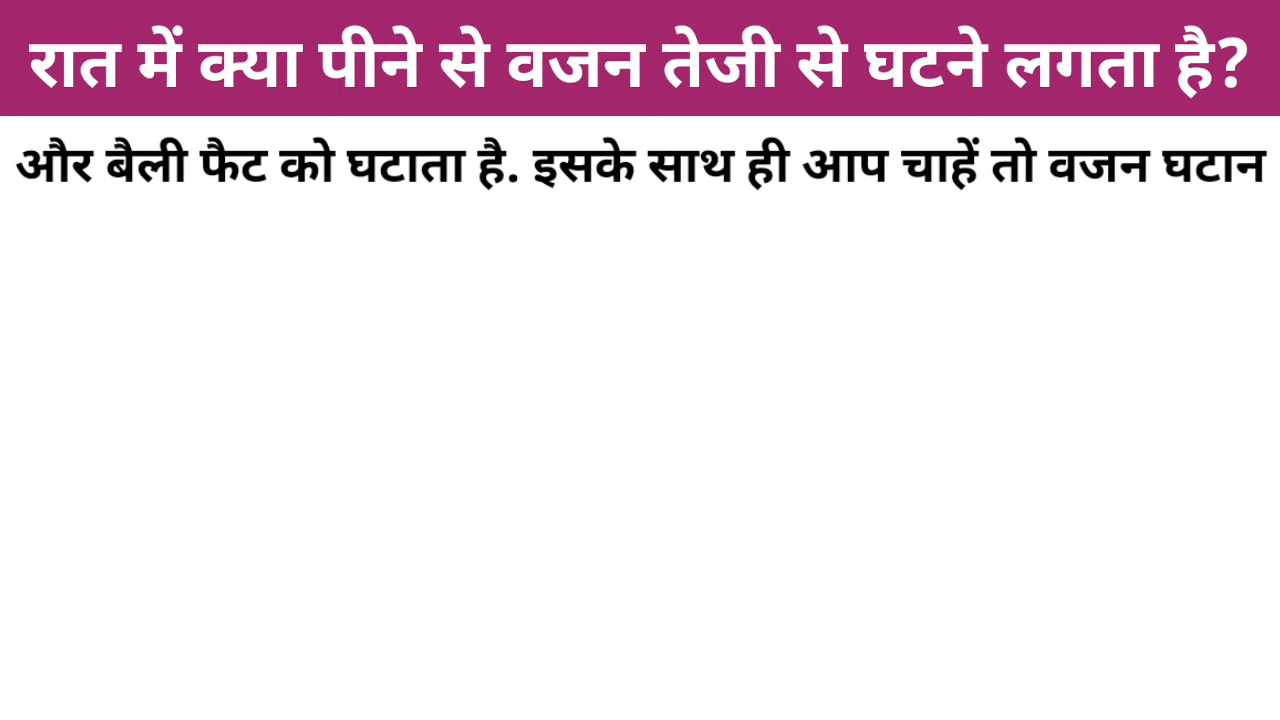 रात में क्या पीने से वजन तेजी से घटने लगता है?
और बैली फैट को घटाता है. इसके साथ ही आप चाहें तो वजन घटान